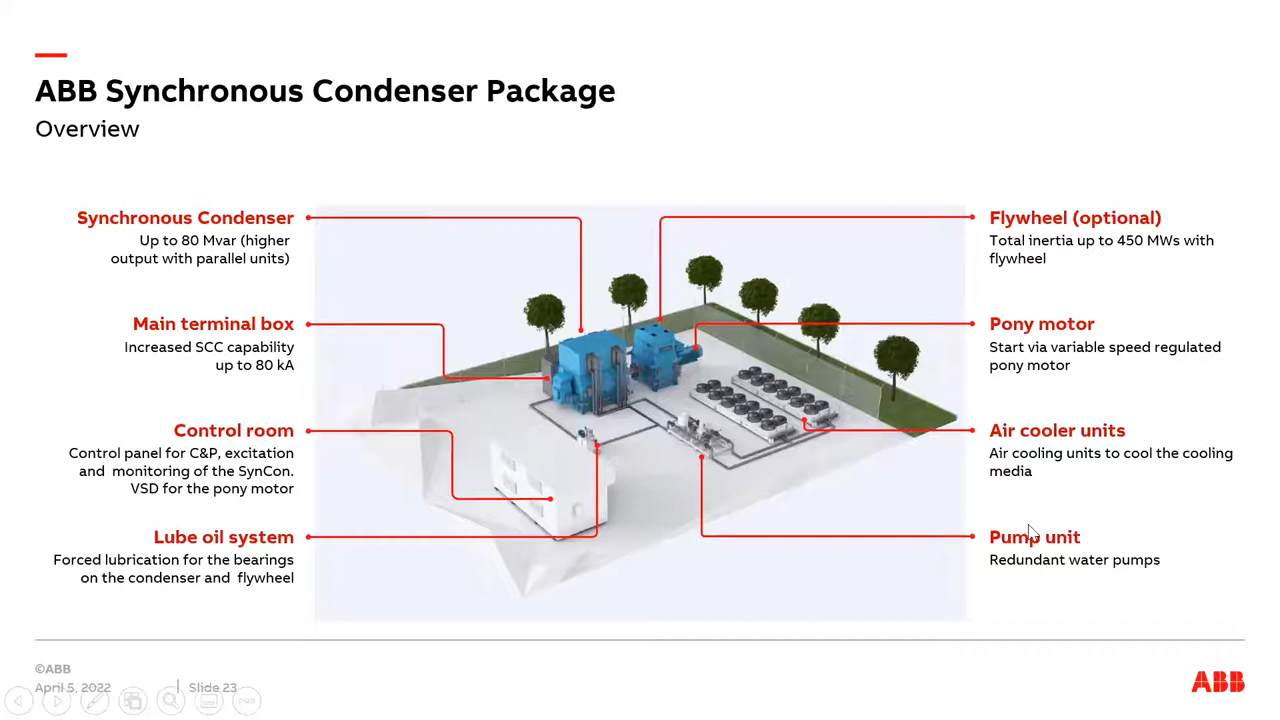 ABB Synchronous Condenser Package
Overview
Synchronous Condenser
Up to 80 Mvar (higher
output with parallel units)
Main terminal box
Increased SCC capability
up to 80 kA
Control room
Control panel for C&P, excitation
and monitoring of the SynCon.
VSD for the pony motor
Lube oil system
Forced lubrication for the bearings
on the condenser and flywheel
Flywheel (optional)
Total inertia up to 450 MWs with
flywheel
Pony motor
Start via variable speed regulated
pony motor
Air cooler units
Air cooling units to cool the cooling
media
Pump unit
Redundant water pumps
©ABB
April 5, 2022
Slide 23
ABB